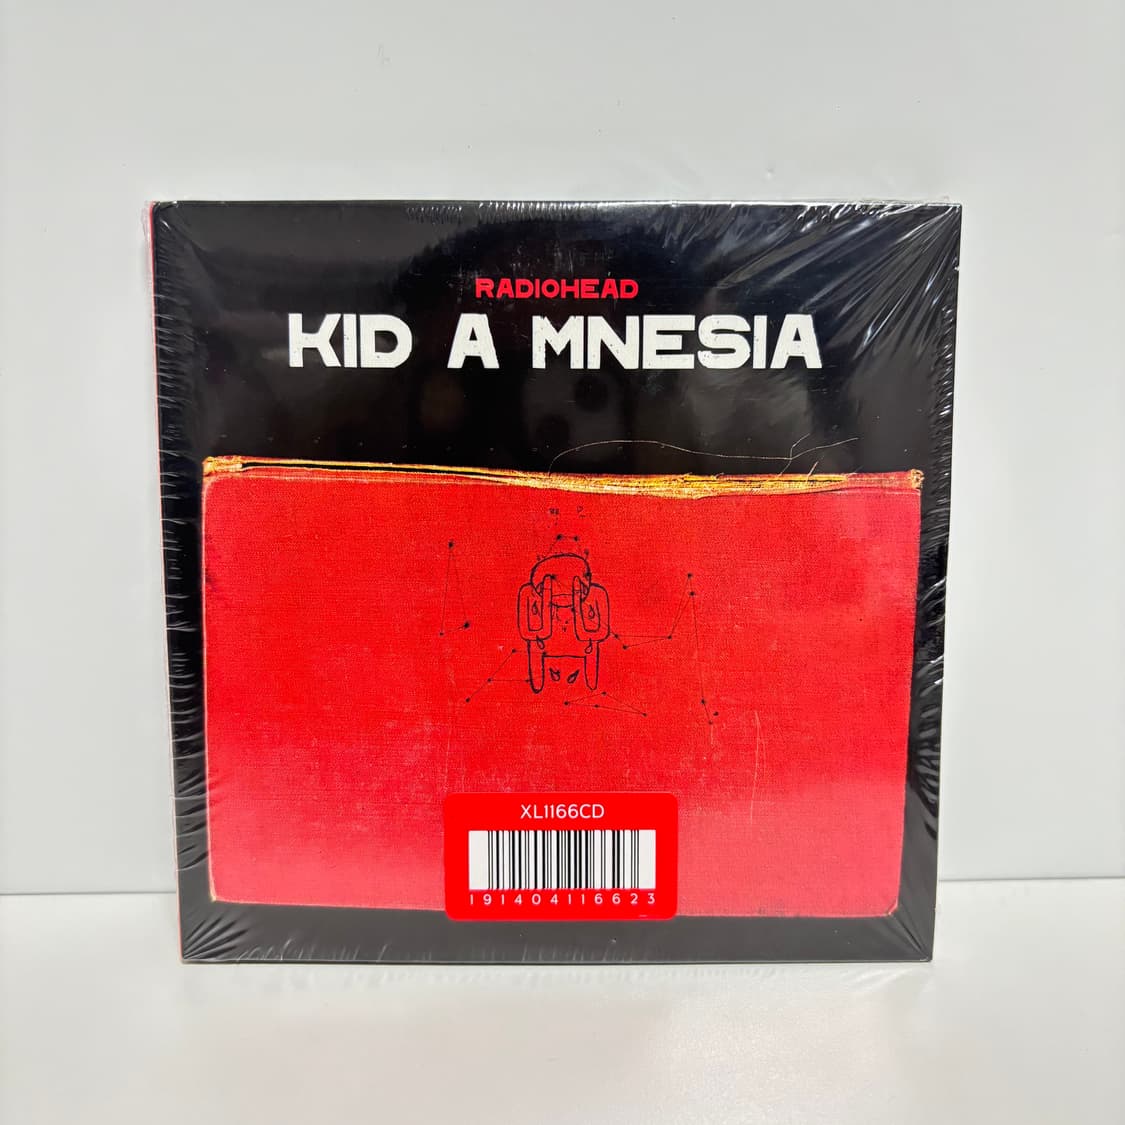 RADIOHEAD
KID A MNESIA
XL1166CD
191404116623